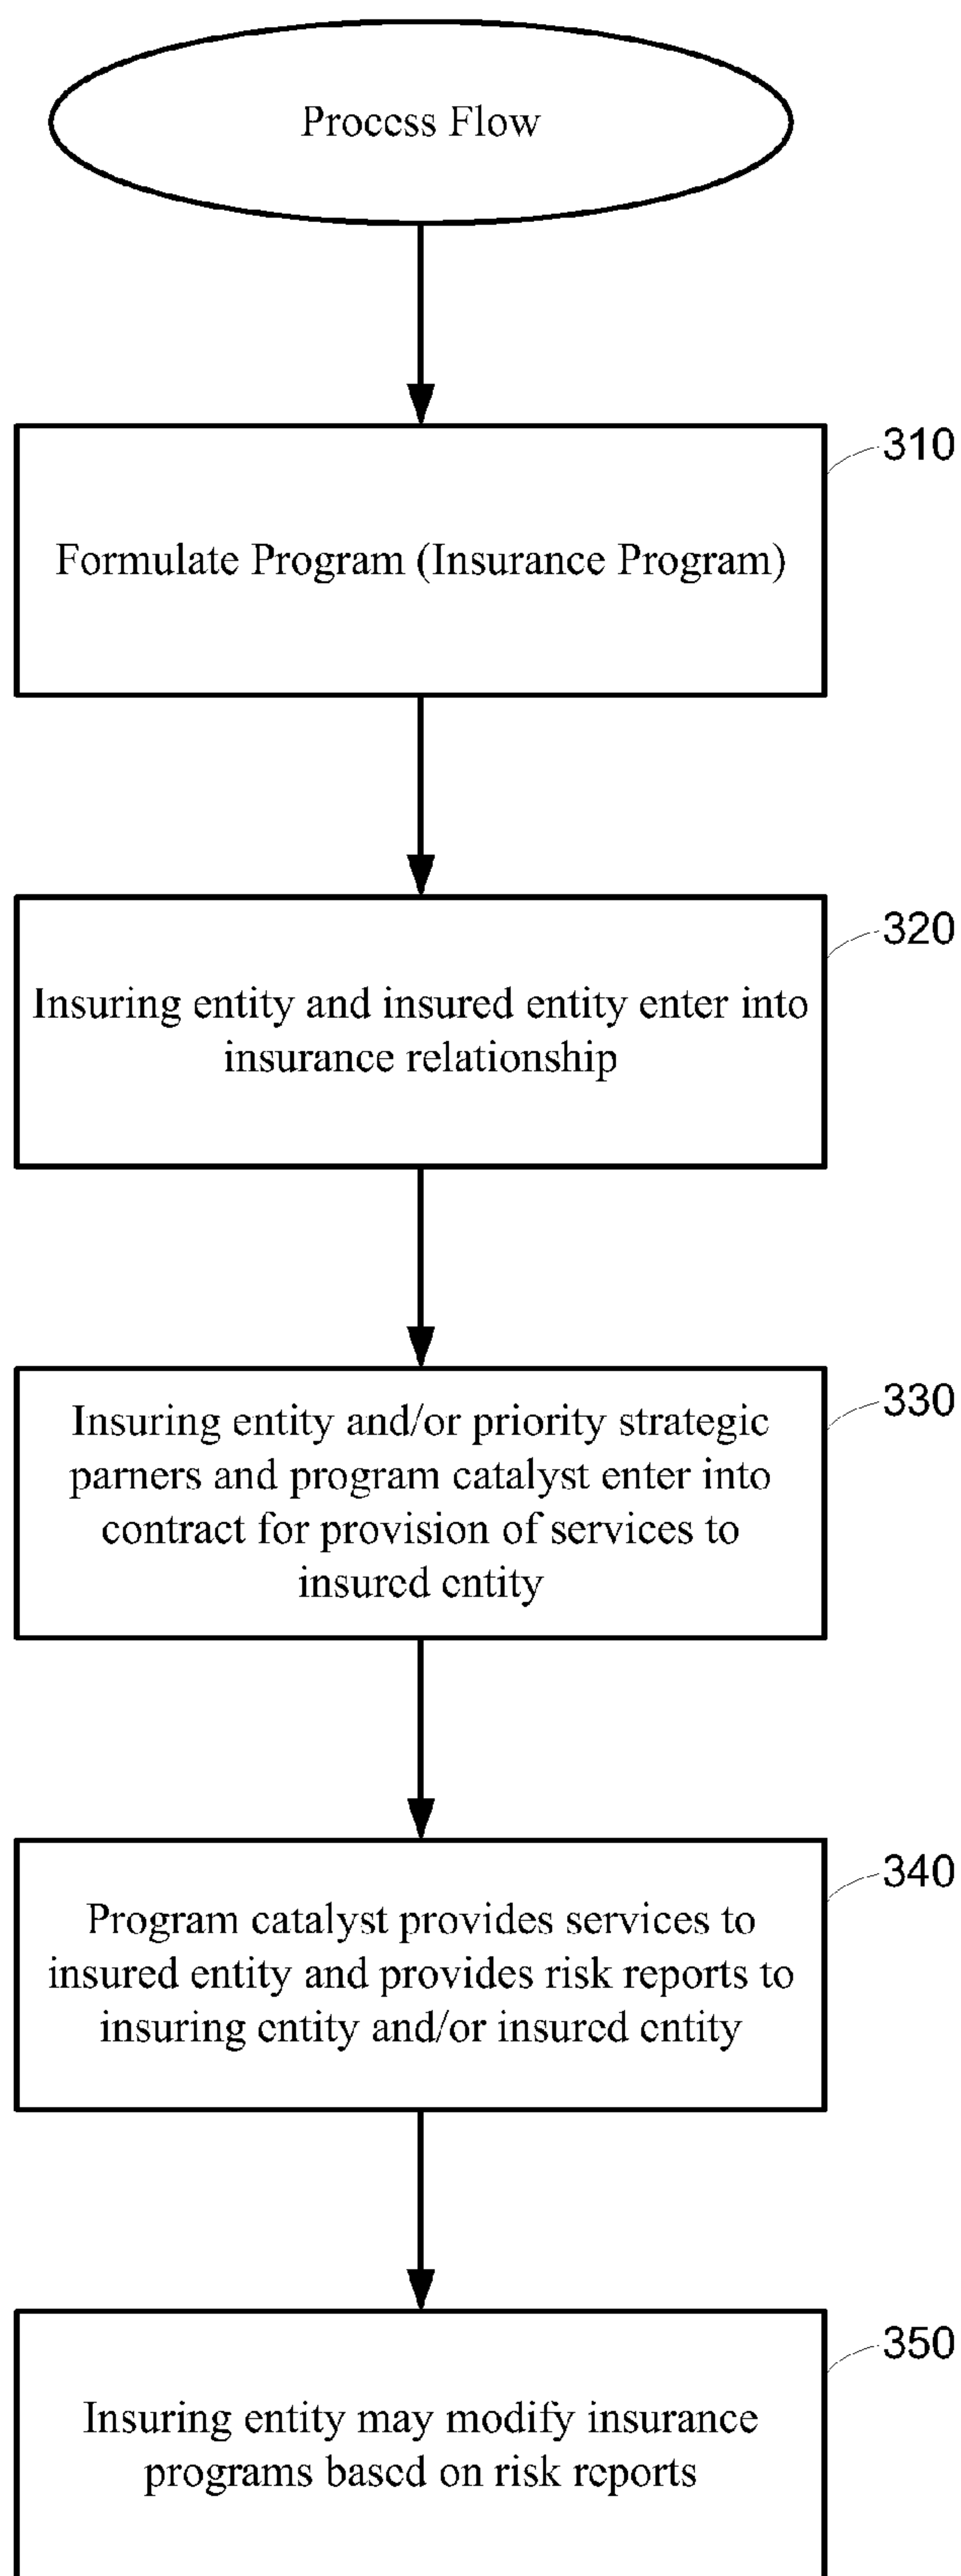 Process Flow
310
Formulate Program (Insurance Program)
320
Insuring entity and insured entity enter into
insurance relationship
330
Insuring entity and/or priority strategic
parners and program catalyst enter into
contract for provision of services to
insured entity
340
Program catalyst provides services to
insured entity and provides risk reports to
insuring entity and/or insured entity
350
Insuring entity may modify insurance
programs based on risk reports